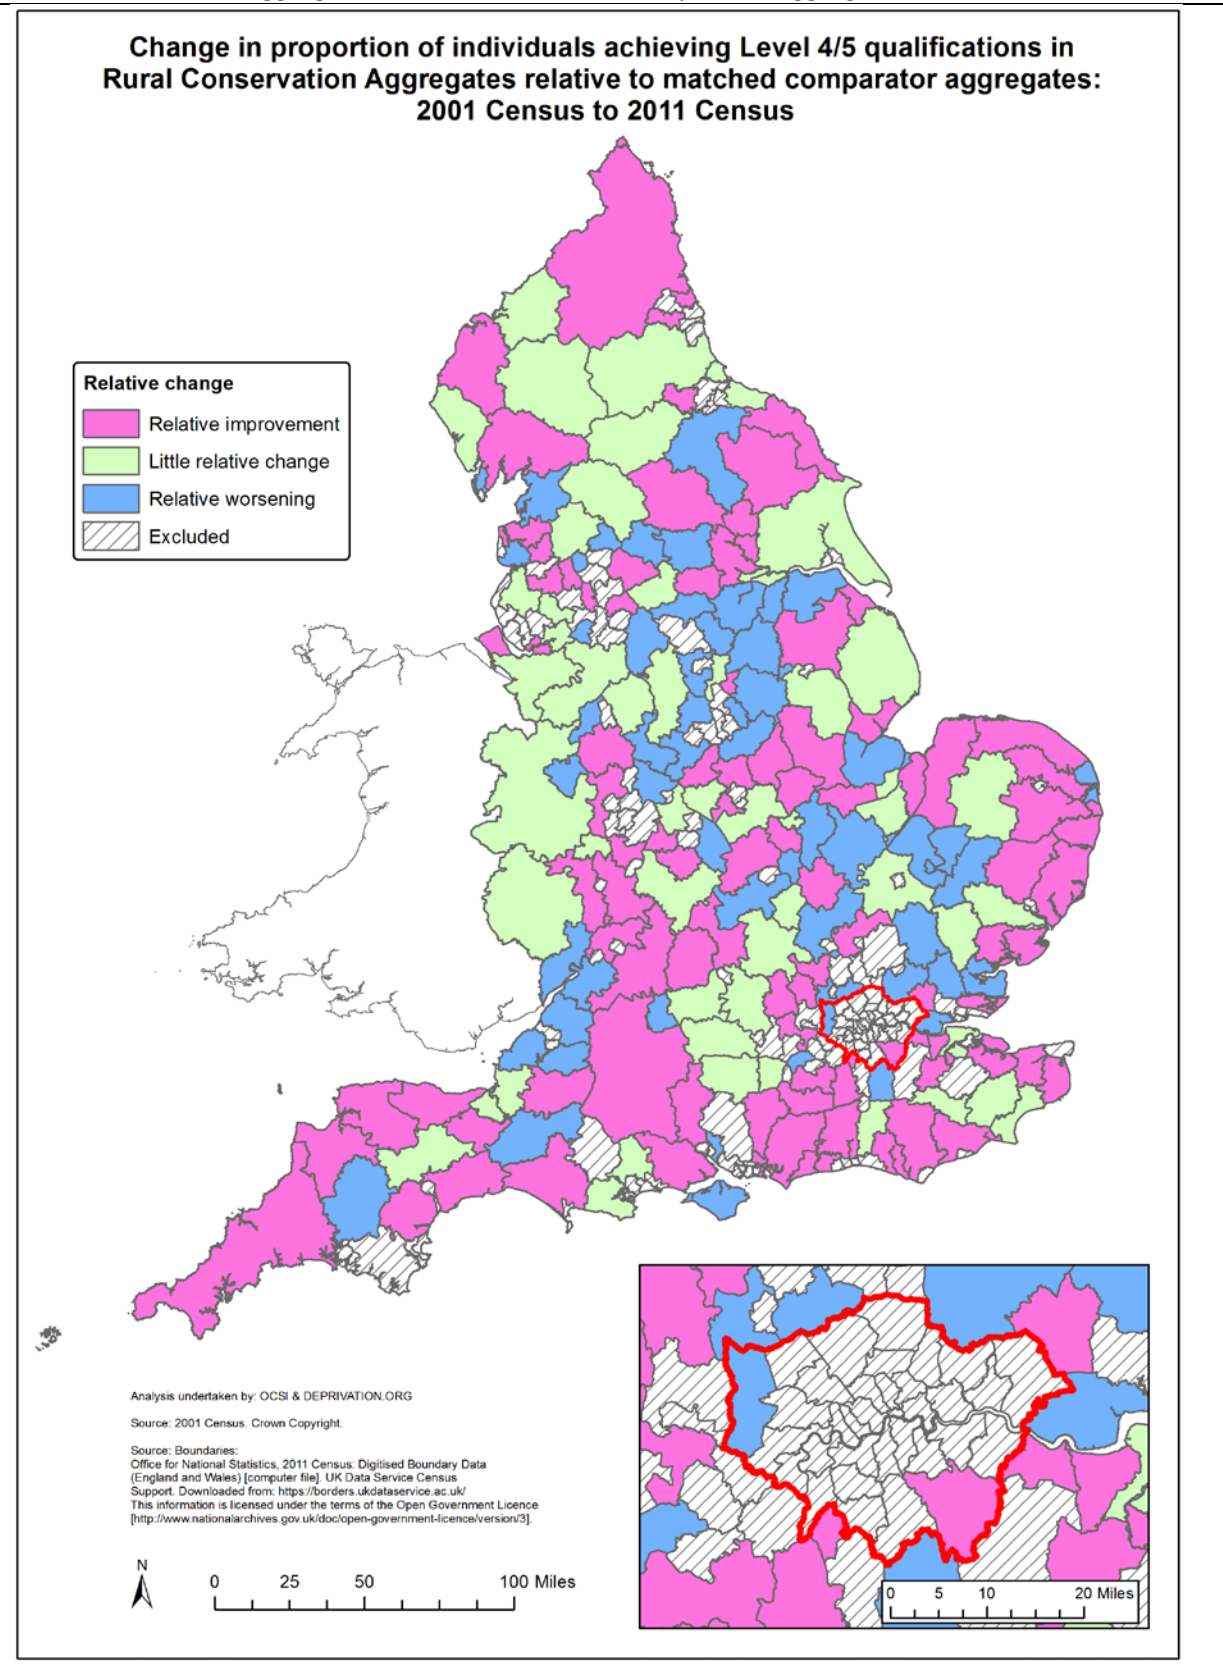 Change in proportion of individuals achieving Level 4/5 qualifications in
Rural Conservation Aggregates relative to matched comparator aggregates:
2001 Census to 2011 Census
Relative change
Relative improvement
Little relative change
Relative worsening
Excluded
Analysis undertaken by: OCSI & DEPRIVATION.ORG
Source: 2001 Census. Crown Copyright.
Source: Boundaries:
Office for National Statistics, 2011 Census: Digitised Boundary Data
(England and Wales) [computer file]. UK Data Service Census
Support. Downloaded from: https://borders.ukdataservice.ac.uk/
This information is licensed under the terms of the Open Government Licence
[http://www.nationalarchives.gov.uk/doc/open-government-licence/version/3].
N
0 25 50 100 Miles
0 5 10 20 Miles